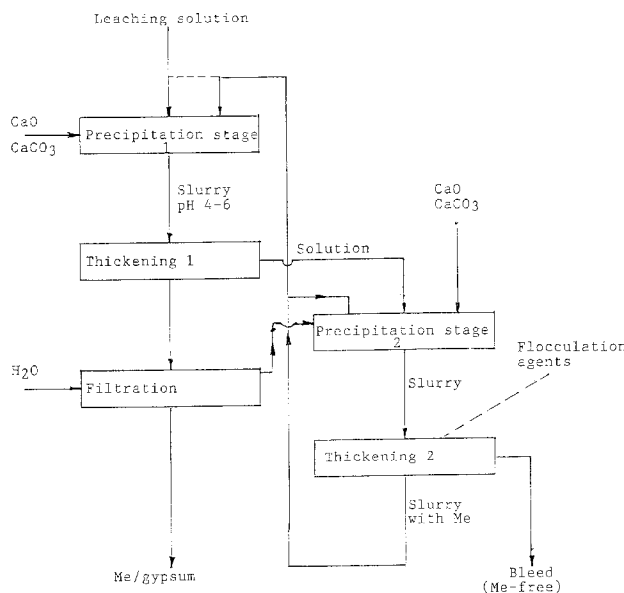 Leaching solution
CaO
CaCO3
Precipitation stage
1
Slurry
pH 4-6
CaO
CaCO3
Solution
Thickening 1
Precipitation stage
2
Flocculation
agents
H2O
Filtration
Slurry
Thickening 2
Slurry
with Me
Me/gypsum
Bleed
(Me-free)